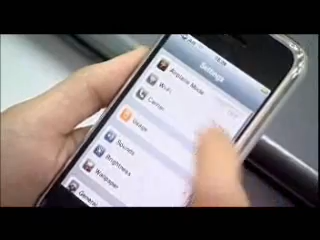 Settings
Airplane Mode
Wi-Fi
Carrier
Usage
Sounds
Brightness
Wallpaper
General